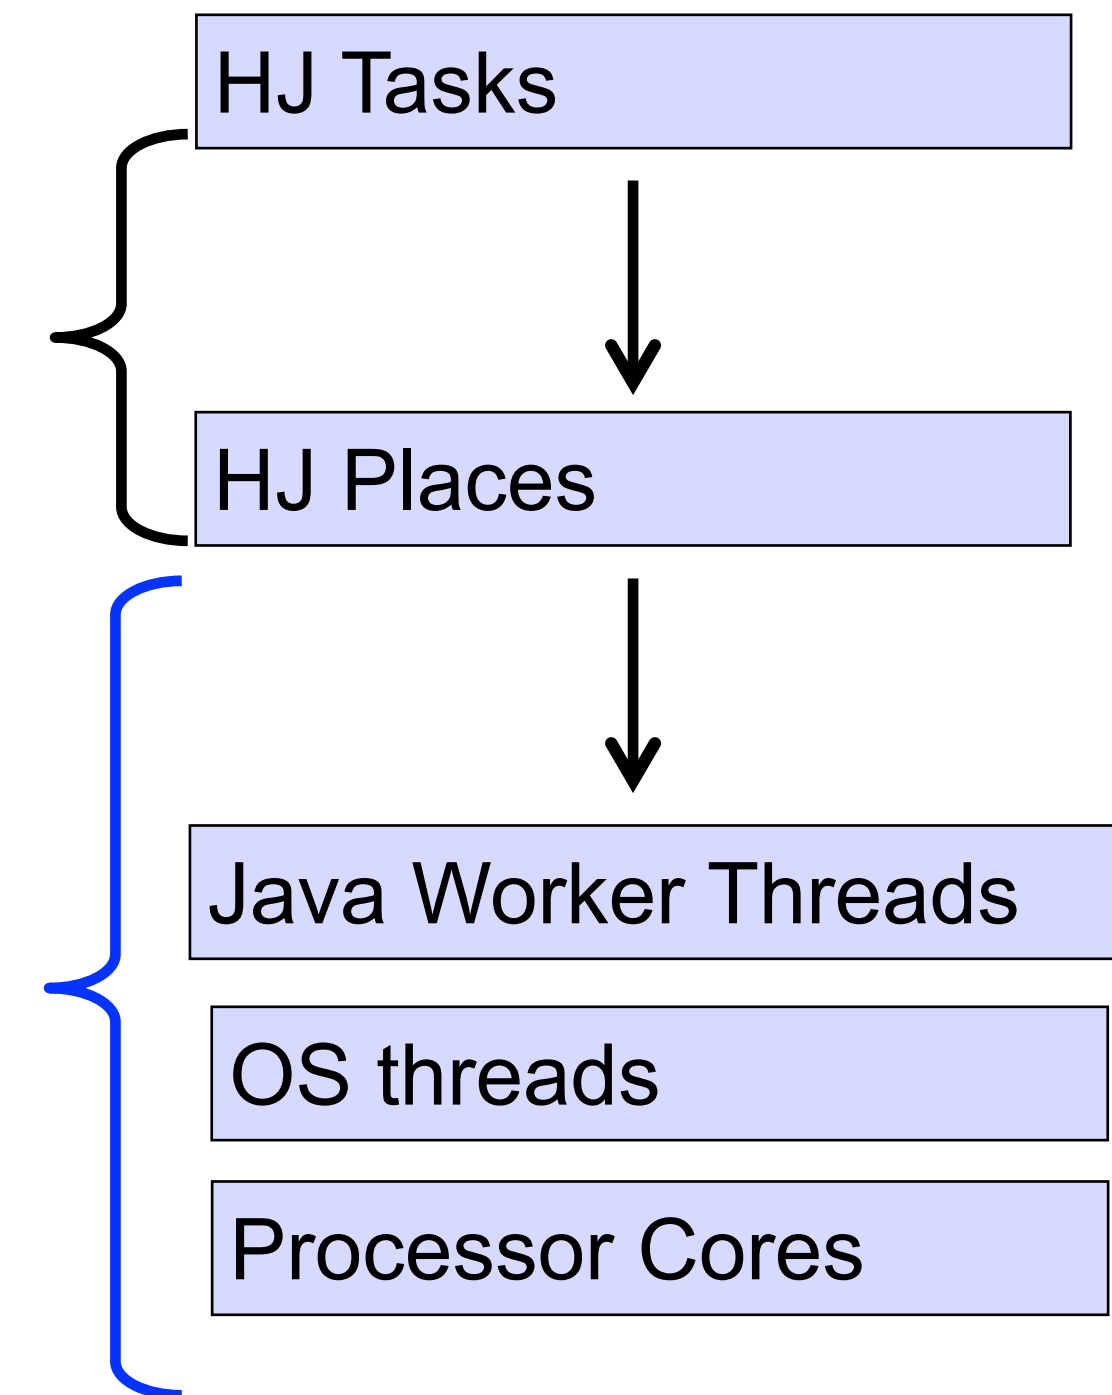 HJ Tasks
HJ Places
Java Worker Threads
OS threads
Processor Cores